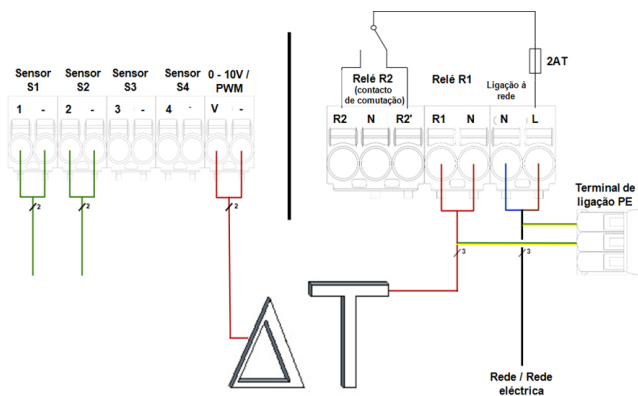 Sensor S1
Sensor S2
Sensor S3
Sensor S4
0 - 10V / PWM
1 - 2 - 3 - 4 - V -
2
2
2
Relé R2
(contacto de comutação)
Relé R1
Ligação à rede
2AT
R2 N R2' R1 N N L
Terminal de ligação PE
3
3
ΔT
Rede / Rede eléctrica